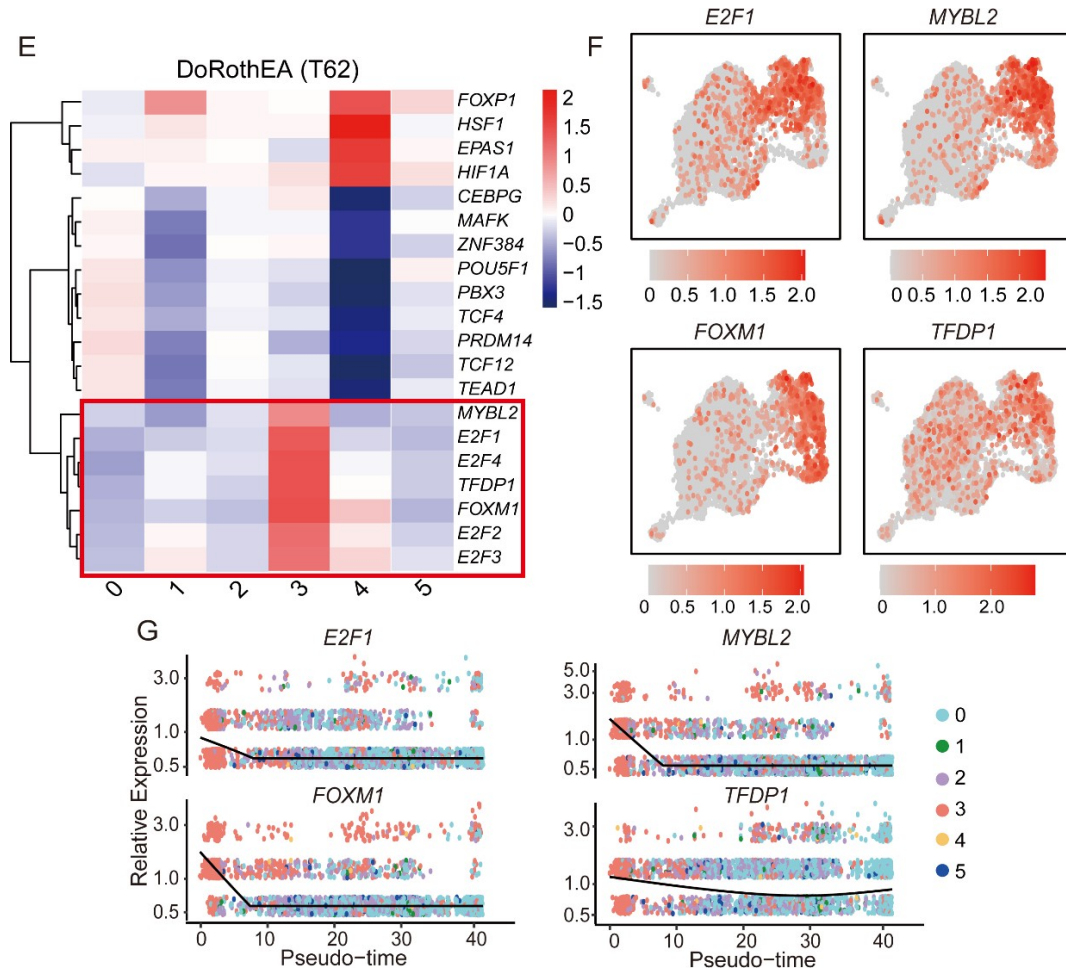 E
DoRothEA (T62)
FOXP1
HSF1
EPAS1
HIF1A
CEBPG
MAFK
ZNF384
POU5F1
PBX3
TCF4
PRDM14
TCF12
TEAD1
MYBL2
E2F1
E2F4
TFDP1
FOXM1
E2F2
E2F3
0 1 2 3 4 5
2
1.5
1
0.5
0
−0.5
−1
−1.5
F
E2F1
0 0.5 1.0 1.5 2.0
MYBL2
0 0.5 1.0 1.5 2.0
FOXM1
0 0.5 1.0 1.5 2.0
TFDP1
0 1.0 2.0
G
Relative Expression
E2F1
3.0
1.0
0.5
MYBL2
5.0
3.0
1.0
0.5
FOXM1
3.0
1.0
0.5
0 10 20 30 40
Pseudo-time
TFDP1
3.0
1.0
0.5
0 10 20 30 40
Pseudo-time
0
1
2
3
4
5